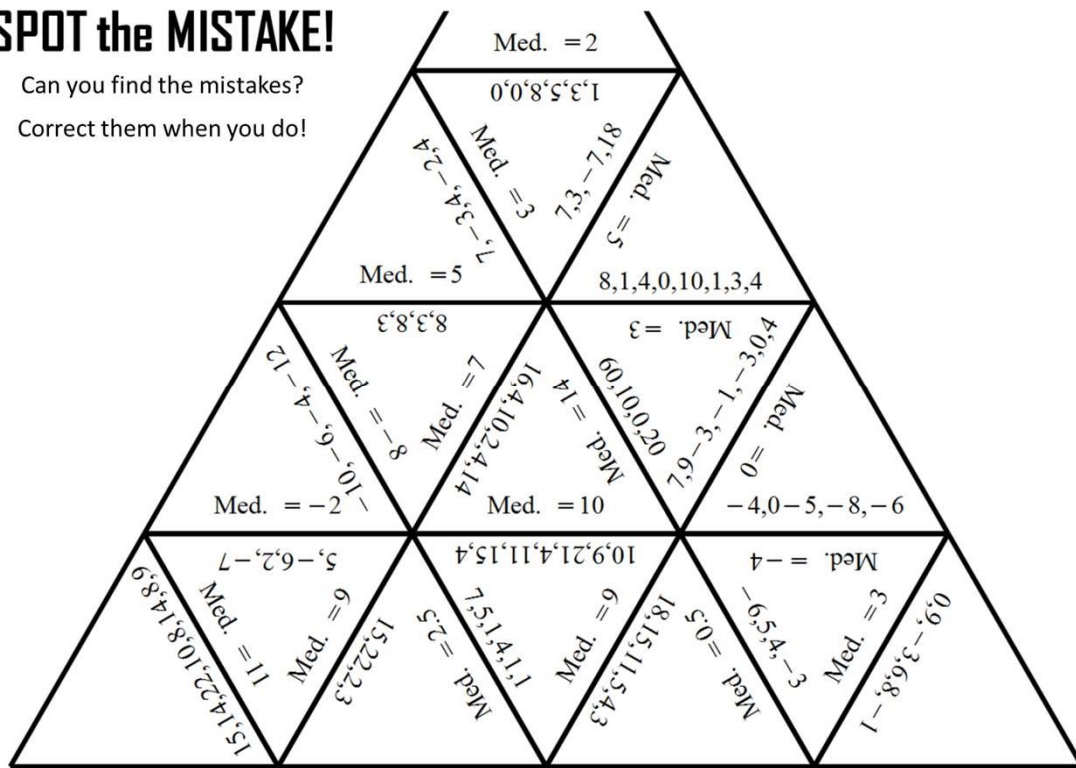 SPOT the MISTAKE!
Can you find the mistakes?
Correct them when you do!
Med. =2
1,3,5,8,0,0
7,-3,4,-2,4
Med. =3
7,3,-7,18
Med. =5
Med. =5
8,1,4,0,10,1,3,4
8,3,8,3
Med. =3
-10,-6,-4,-12
Med. =-8
Med. =7
16,4,10,2,4,14
Med. =14
60,10,0,20
7,9-3,-1,-3,0,4
Med. =0
Med. =-2
Med. =10
-4,0-5,-8,-6
5,-6,2,-7
10,9,21,4,11,15,4
Med. =-4
15,14,22,10,8,14,8,9
Med. =11
Med. =6
15,22,2,3
Med. =2.5
7,5,1,4,1,1
Med. =6
18,15,11,5,4,3
Med. =0.5
-6,5,4,-3
Med. =3
0,9,-3,6,8,-1